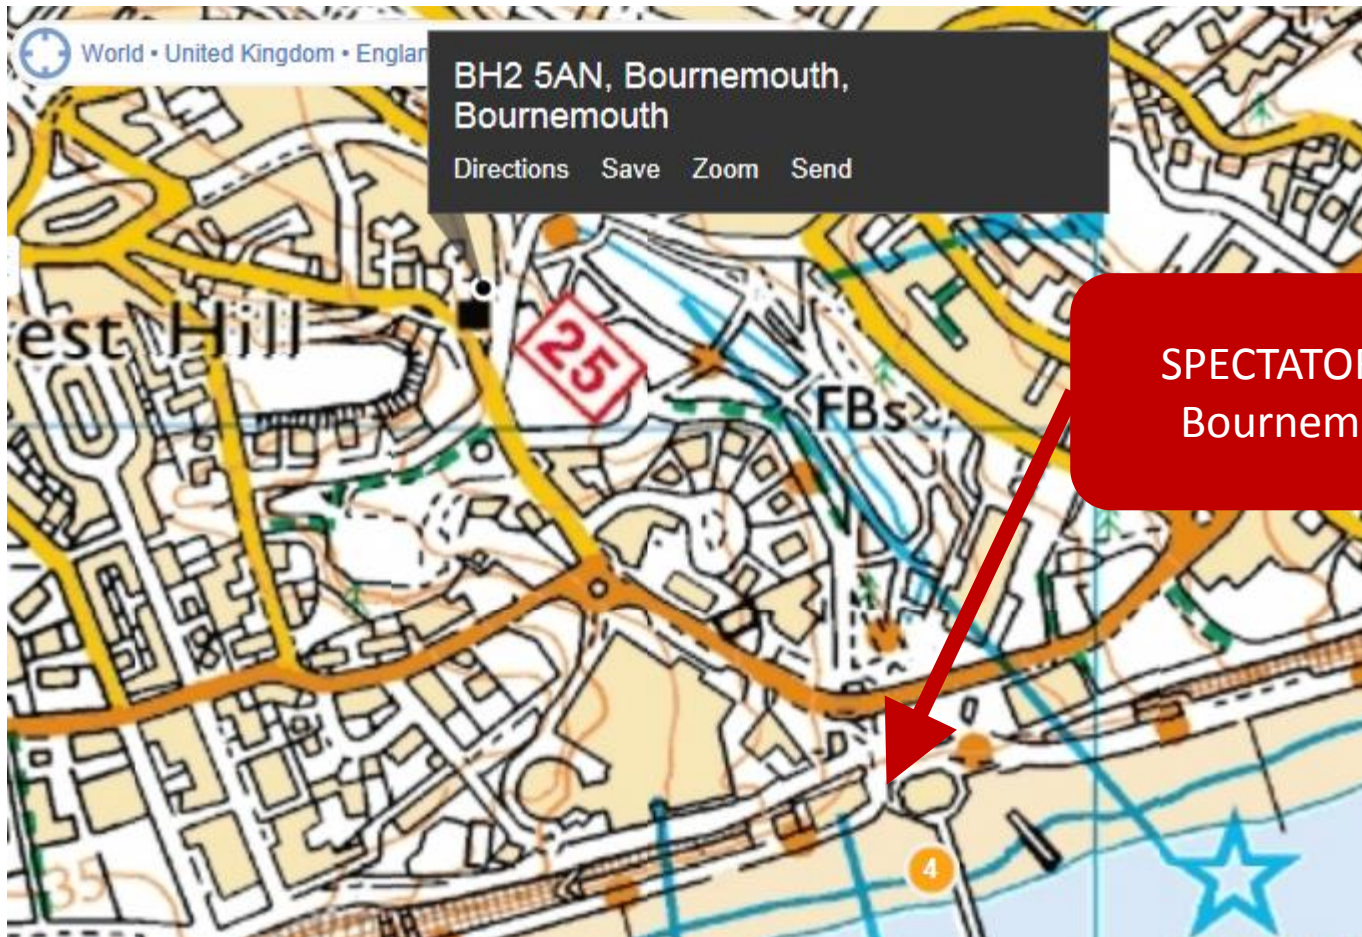 World • United Kingdom • Englan
BH2 5AN, Bournemouth,
Bournemouth
Directions Save Zoom Send
est Hill
25
FBs
SPECTATOR
Bournem
4
35